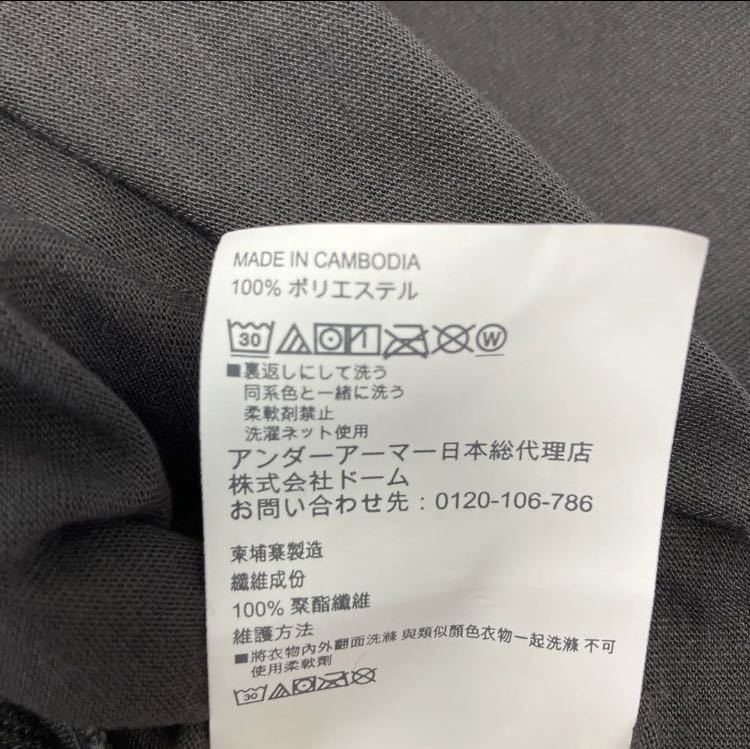 MADE IN CAMBODIA
100% ポリエステル
30 W
■裏返しにして洗う
同系色と一緒に洗う
柔軟剤禁止
洗濯ネット使用
アンダーアーマー日本総代理店
株式会社ドーム
お問い合わせ先：0120-106-786
柬埔寨製造
纖維成份
100% 聚酯纖維
維護方法
■將衣物內外翻面洗滌 與類似顏色衣物一起洗滌 不可
使用柔軟劑
30